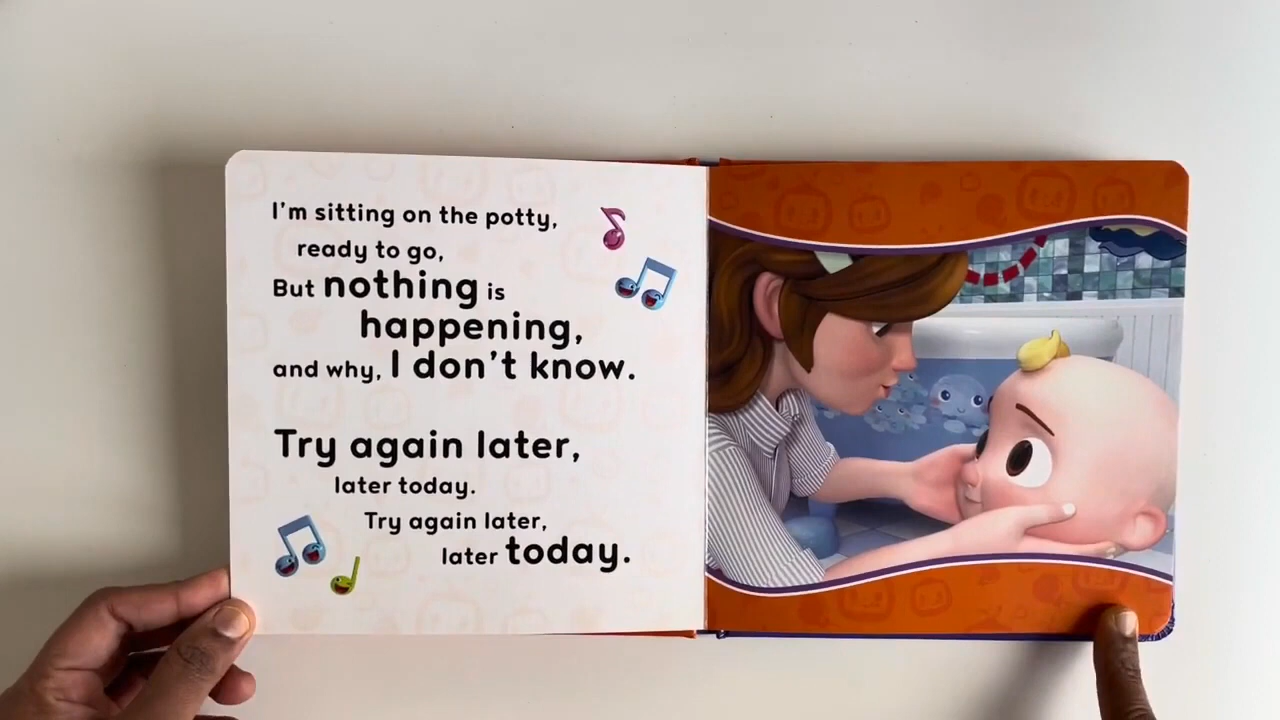 I'm sitting on the potty,
ready to go,
But nothing is
happening,
and why, I don't know.
Try again later,
later today.
Try again later,
later today.